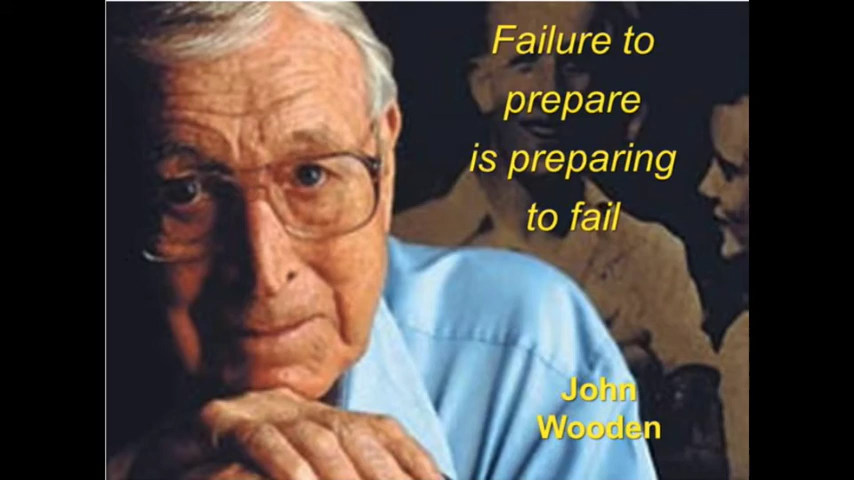 Failure to
prepare
is preparing
to fail
John
Wooden